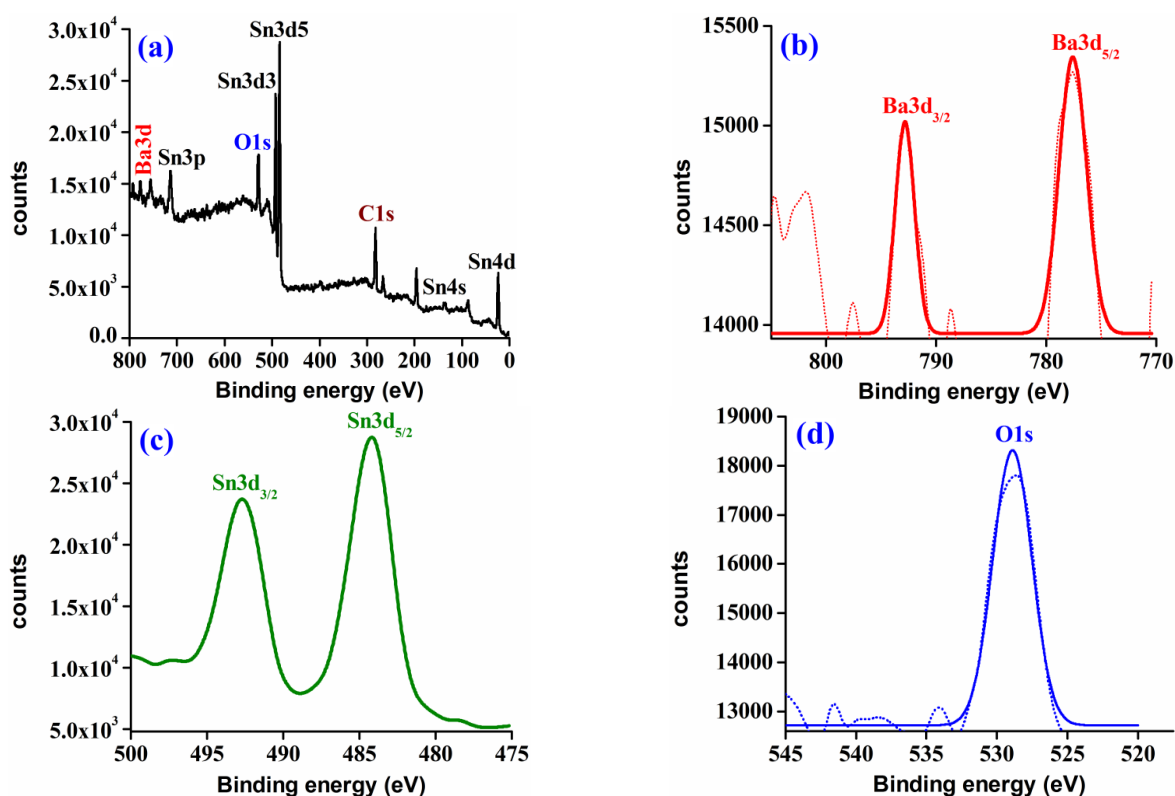 (a)
Sn3d5
Sn3d3
O1s
Ba3d
Sn3p
C1s
Sn4s
Sn4d
3.0x10⁴
2.5x10⁴
2.0x10⁴
1.5x10⁴
1.0x10⁴
5.0x10³
0.0
counts
800 700 600 500 400 300 200 100 0
Binding energy (eV)
(b)
Ba3d₅/₂
Ba3d₃/₂
15500
15000
14500
14000
counts
800 790 780 770
Binding energy (eV)
(c)
Sn3d₅/₂
Sn3d₃/₂
3.0x10⁴
2.5x10⁴
2.0x10⁴
1.5x10⁴
1.0x10⁴
5.0x10³
counts
500 495 490 485 480 475
Binding energy (eV)
(d)
O1s
19000
18000
17000
16000
15000
14000
13000
counts
545 540 535 530 525 520
Binding energy (eV)